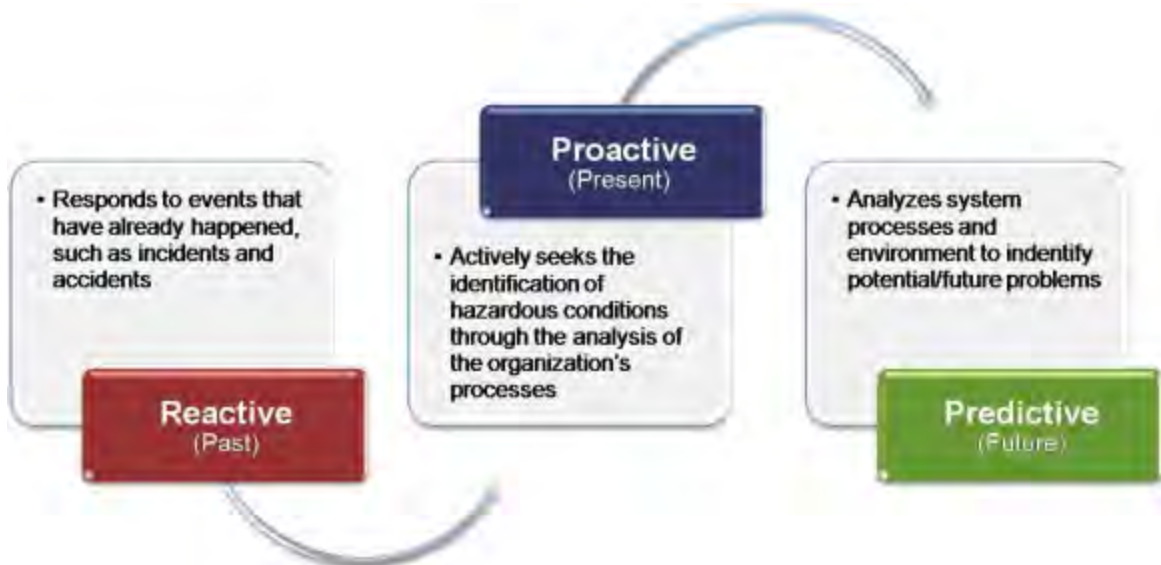 • Responds to events that
have already happened,
such as incidents and
accidents
Reactive
(Past)
Proactive
(Present)
• Actively seeks the
identification of
hazardous conditions
through the analysis of
the organization's
processes
• Analyzes system
processes and
environment to indentify
potential/future problems
Predictive
(Future)